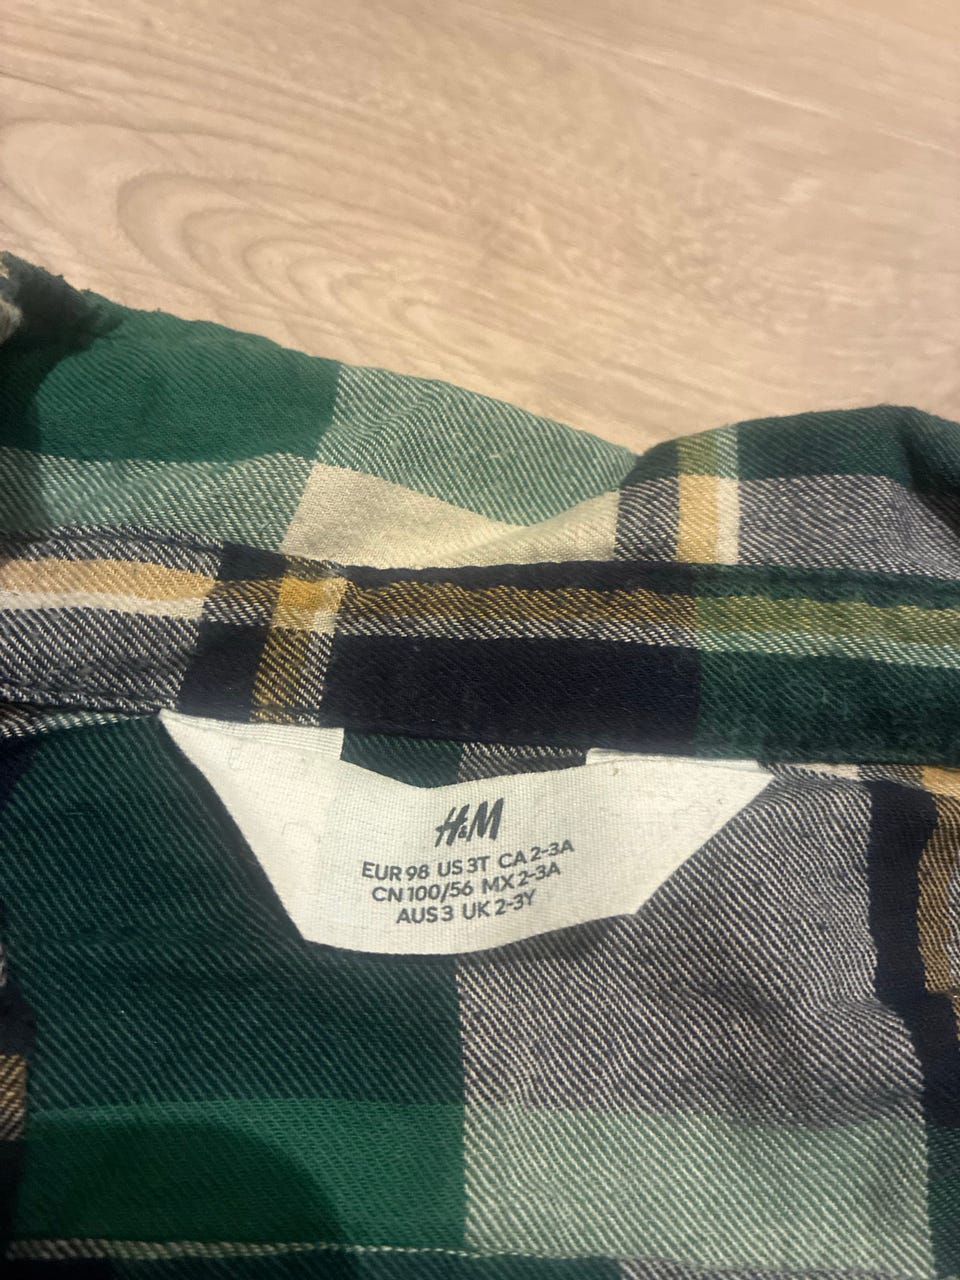 H&M
EUR 98 US 3T CA 2-3A
CN 100/56 MX 2-3A
AUS 3 UK 2-3Y